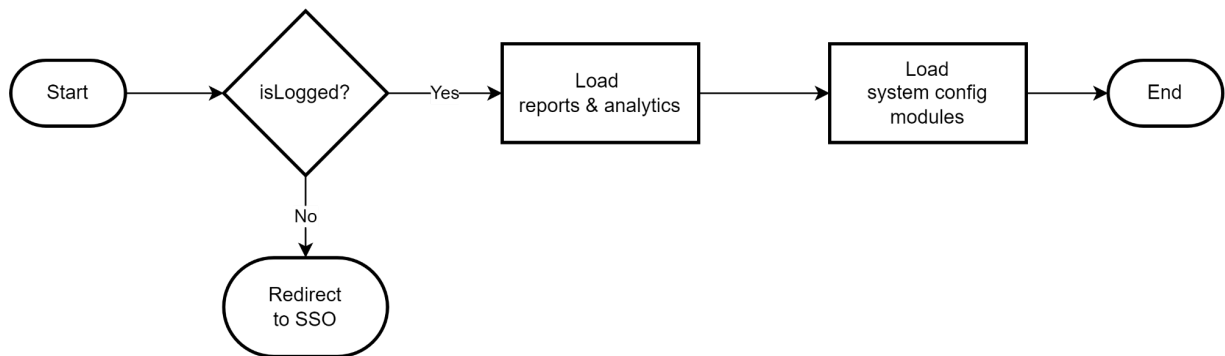 Start
isLogged?
Yes
Load
reports & analytics
Load
system config
modules
End
No
Redirect
to SSO